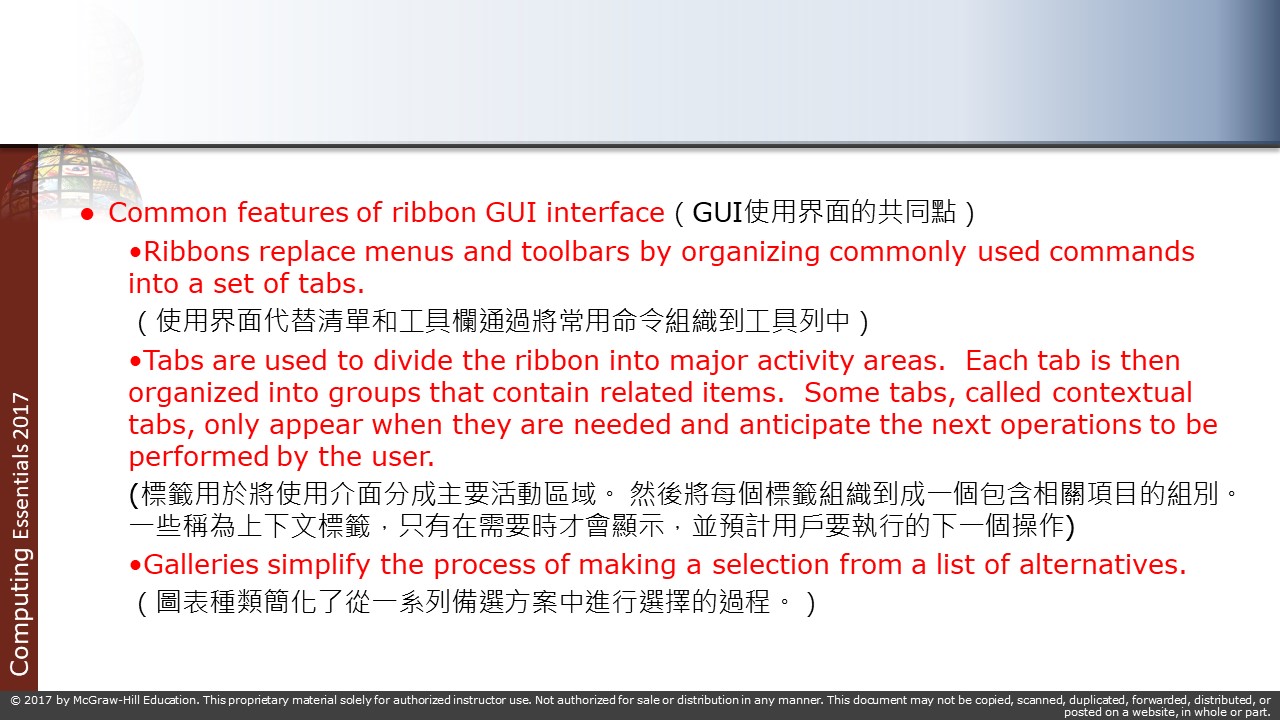 ● Common features of ribbon GUI interface（GUI使用界面的共同點）
•Ribbons replace menus and toolbars by organizing commonly used commands
into a set of tabs.
（使用界面代替清單和工具欄通過將常用命令組織到工具列中）
•Tabs are used to divide the ribbon into major activity areas.  Each tab is then
organized into groups that contain related items.  Some tabs, called contextual
tabs, only appear when they are needed and anticipate the next operations to be
performed by the user.
(標籤用於將使用介面分成主要活動區域。 然後將每個標籤組織到成一個包含相關項目的組別。
一些稱為上下文標籤，只有在需要時才會顯示，並預計用戶要執行的下一個操作)
•Galleries simplify the process of making a selection from a list of alternatives.
（圖表種類簡化了從一系列備選方案中進行選擇的過程。）
Computing Essentials 2017
© 2017 by McGraw-Hill Education. This proprietary material solely for authorized instructor use. Not authorized for sale or distribution in any manner. This document may not be copied, scanned, duplicated, forwarded, distributed, or
posted on a website, in whole or part.